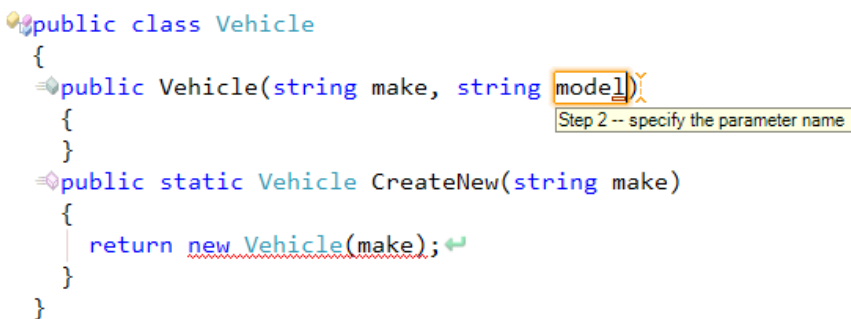 public class Vehicle
{
public Vehicle(string make, string model)
Step 2 -- specify the parameter name
{
}
public static Vehicle CreateNew(string make)
{
return new Vehicle(make);
}
}